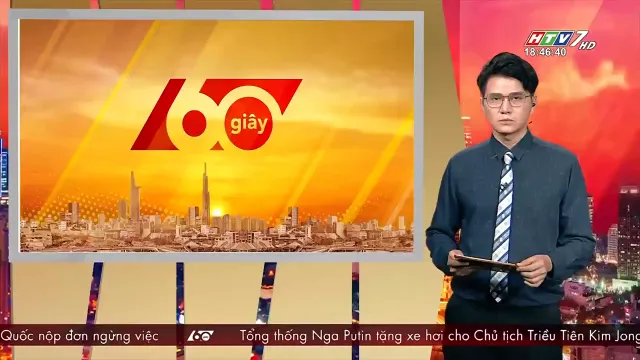 HTV7 HD
18:46:40
60 giây
Quốc nộp đơn ngừng việc 60 Tổng thống Nga Putin tặng xe hơi cho Chủ tịch Triều Tiên Kim Jong